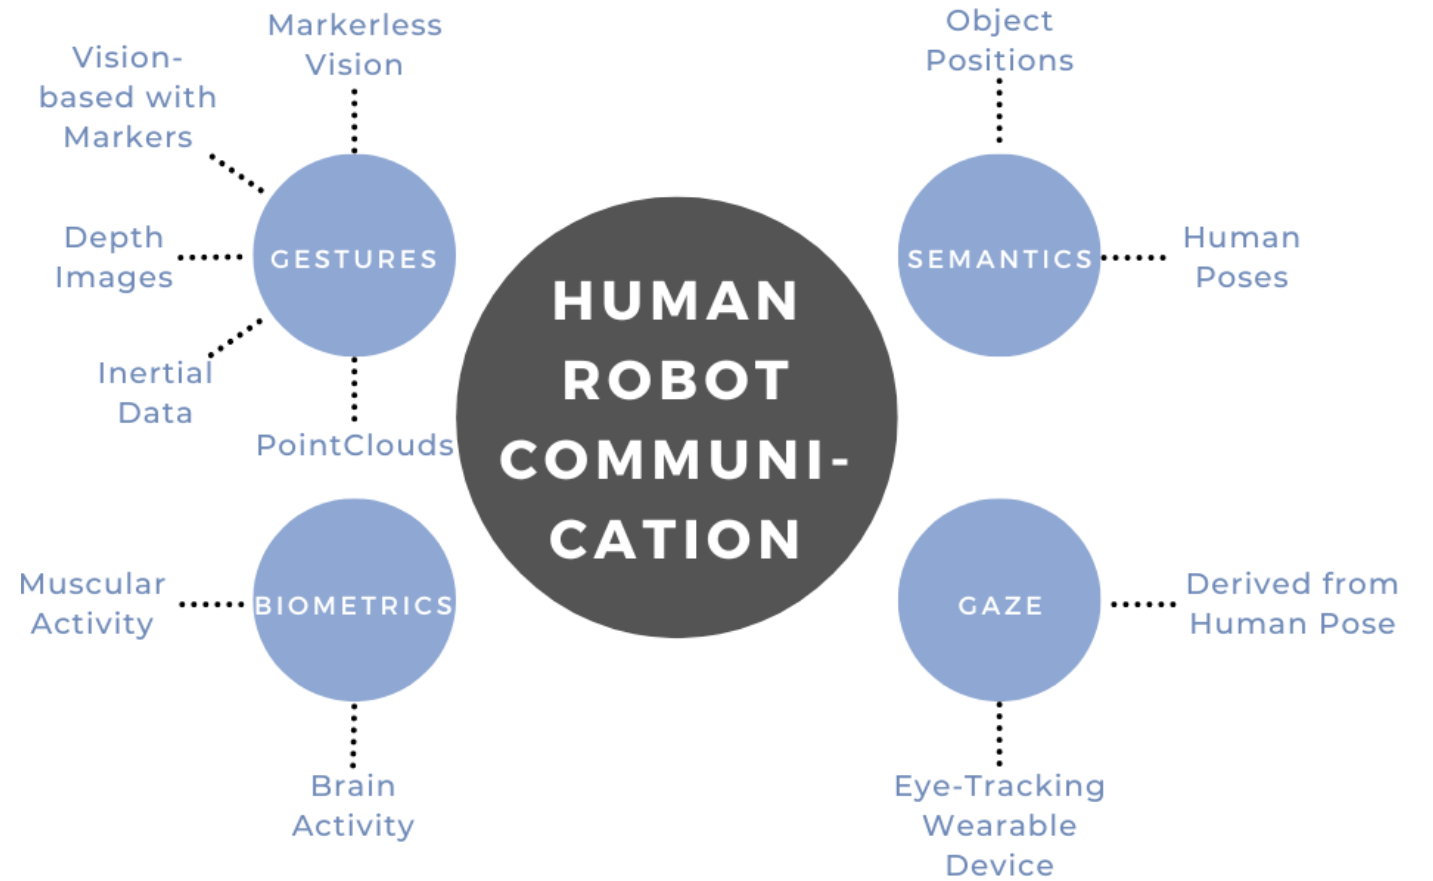 Markerless
Vision
Vision-
based with
Markers
Depth
Images
Inertial
Data
PointClouds
GESTURES
Object
Positions
SEMANTICS
Human
Poses
HUMAN
ROBOT
COMMUNI-
CATION
Muscular
Activity
BIOMETRICS
Brain
Activity
GAZE
Derived from
Human Pose
Eye-Tracking
Wearable
Device